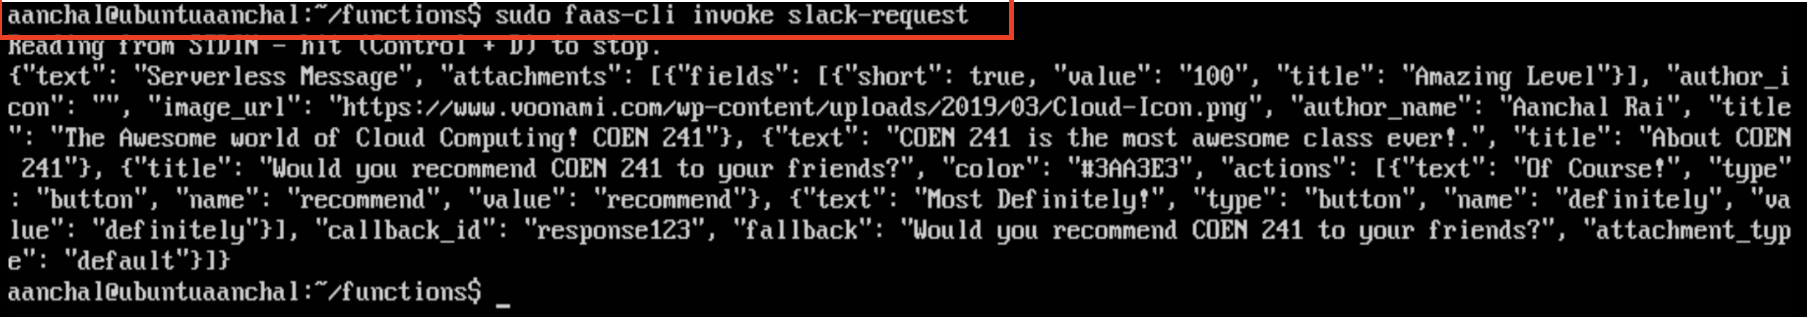 aanchal@ubuntuaanchal:~/functions$ sudo faas-cli invoke slack-request
Reading from STDIN - hit (Control + D) to stop.
{"text": "Serverless Message", "attachments": [{"fields": [{"short": true, "value": "100", "title": "Amazing Level"}], "author_i
con": "", "image_url": "https://www.voonami.com/wp-content/uploads/2019/03/Cloud-Icon.png", "author_name": "Aanchal Rai", "title
": "The Awesome world of Cloud Computing! COEN 241"}, {"text": "COEN 241 is the most awesome class ever!.", "title": "About COEN
 241"}, {"title": "Would you recommend COEN 241 to your friends?", "color": "#3AA3E3", "actions": [{"text": "Of Course!", "type"
: "button", "name": "recommend", "value": "recommend"}, {"text": "Most Definitely!", "type": "button", "name": "definitely", "va
lue": "definitely"}], "callback_id": "response123", "fallback": "Would you recommend COEN 241 to your friends?", "attachment_typ
e": "default"}]}
aanchal@ubuntuaanchal:~/functions$ _